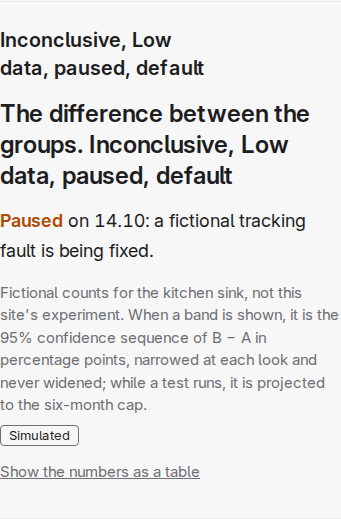 Inconclusive, Low
data, paused, default
The difference between the
groups. Inconclusive, Low
data, paused, default
Paused on 14.10: a fictional tracking
fault is being fixed.
Fictional counts for the kitchen sink, not this
site's experiment. When a band is shown, it is the
95% confidence sequence of B − A in
percentage points, narrowed at each look and
never widened; while a test runs, it is projected
to the six-month cap.
Simulated
Show the numbers as a table